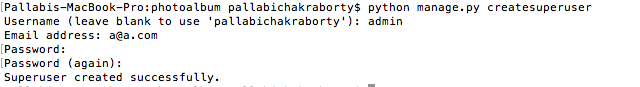 [Pallabis-MacBook-Pro:photoalbum pallabichakraborty$ python manage.py createsuperuser
Username (leave blank to use 'pallabichakraborty'): admin
Email address: a@a.com
[Password:
[Password (again):
Superuser created successfully.